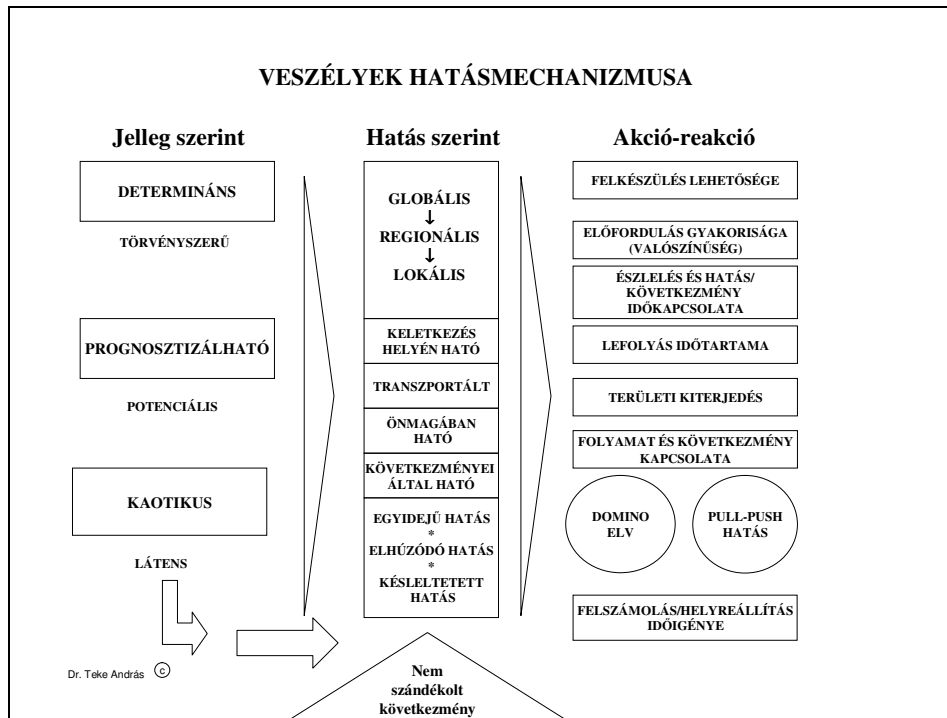 VESZÉLYEK HATÁSMECHANIZMUSA
Jelleg szerint
DETERMINÁNS
TÖRVÉNYSZERŰ
PROGNOSZTIZÁLHATÓ
POTENCIÁLIS
KAOTIKUS
LÁTENS
Dr. Teke András ©
Hatás szerint
GLOBÁLIS
↓
REGIONÁLIS
↓
LOKÁLIS
KELETKEZÉS
HELYÉN HATÓ
TRANSZPORTÁLT
ÖNMAGÁBAN
HATÓ
KÖVETKEZMÉNYEI
ÁLTAL HATÓ
EGYIDEJŰ HATÁS
*
ELHÚZÓDÓ HATÁS
*
KÉSLELTETETT
HATÁS
Nem
szándékolt
következmény
Akció-reakció
FELKÉSZÜLÉS LEHETŐSÉGE
ELŐFORDULÁS GYAKORISÁGA
(VALÓSZÍNŰSÉG)
ÉSZLELÉS ÉS HATÁS/
KÖVETKEZMÉNY
IDŐKAPCSOLATA
LEFOLYÁS IDŐTARTAMA
TERÜLETI KITERJEDÉS
FOLYAMAT ÉS KÖVETKEZMÉNY
KAPCSOLATA
DOMINO
ELV
PULL-PUSH
HATÁS
FELSZÁMOLÁS/HELYREÁLLÍTÁS
IDŐIGÉNYE